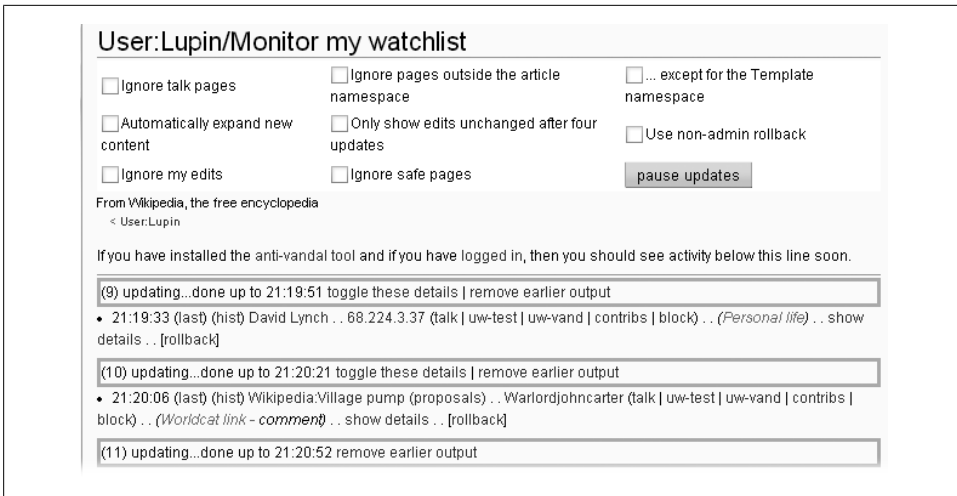 User:Lupin/Monitor my watchlist
Ignore talk pages
Ignore pages outside the article
namespace
... except for the Template
namespace
Automatically expand new
content
Only show edits unchanged after four
updates
Use non-admin rollback
Ignore my edits
Ignore safe pages
pause updates
From Wikipedia, the free encyclopedia
< User:Lupin
If you have installed the anti-vandal tool and if you have logged in, then you should see activity below this line soon.
(9) updating...done up to 21:19:51 toggle these details | remove earlier output
• 21:19:33 (last) (hist) David Lynch . . 68.224.3.37 (talk | uw-test | uw-vand | contribs | block) . . (Personal life) . . show
details . . [rollback]
(10) updating...done up to 21:20:21 toggle these details | remove earlier output
• 21:20:06 (last) (hist) Wikipedia:Village pump (proposals) . . Warlordjohncarter (talk | uw-test | uw-vand | contribs |
block) . . (Worldcat link - comment) . . show details . . [rollback]
(11) updating...done up to 21:20:52 remove earlier output